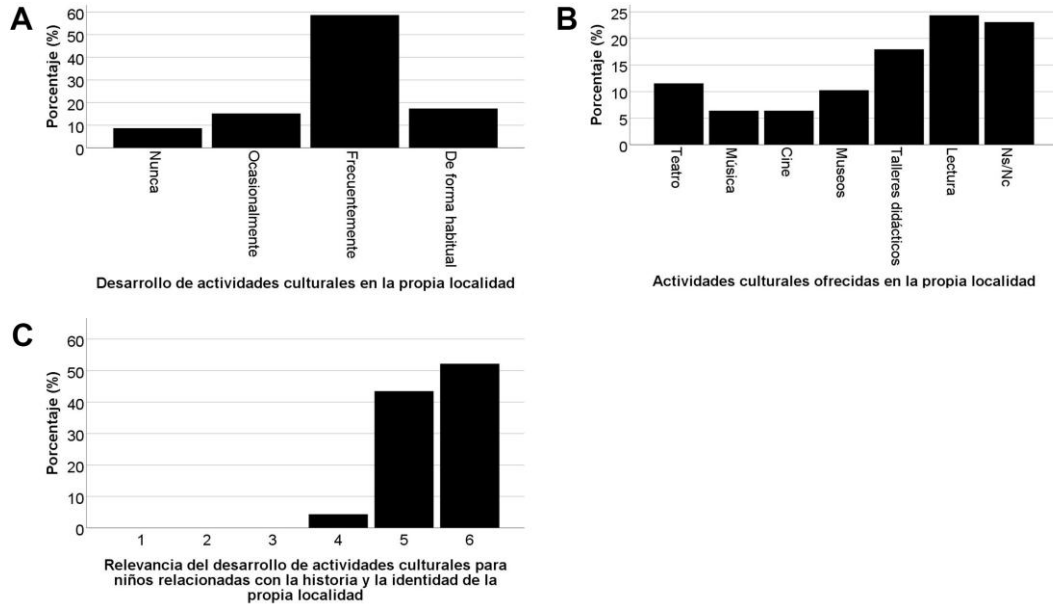 A
Porcentaje (%)
60
50
40
30
20
10
0
Nunca
Ocasionalmente
Frecuentemente
De forma habitual
Desarrollo de actividades culturales en la propia localidad
B
Porcentaje (%)
25
20
15
10
5
0
Teatro
Música
Cine
Museos
Talleres didácticos
Lectura
Ns/Nc
Actividades culturales ofrecidas en la propia localidad
C
Porcentaje (%)
60
50
40
30
20
10
0
1 2 3 4 5 6
Relevancia del desarrollo de actividades culturales para
niños relacionadas con la historia y la identidad de la
propia localidad